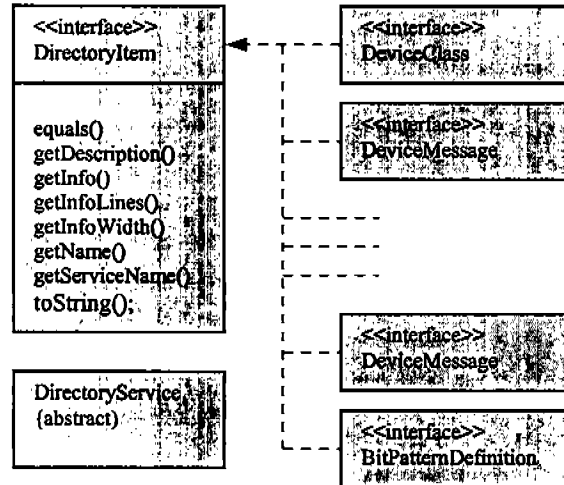 <<interface>>
DirectoryItem
equals()
getDescription()
getInfo()
getInfoLines()
getInfoWidth()
getName()
getServiceName()
toString();
DirectoryService
{abstract)
<<interface>>
DeviceClass
<<interface>>
DeviceMessage
<<interface>>
DeviceMessage
<<interface>>
BitPatternDefinition